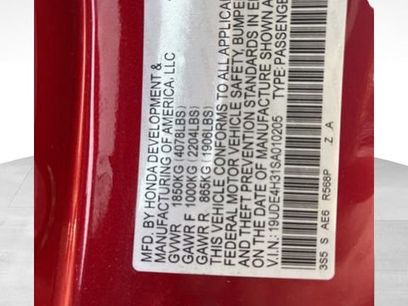 MFD. BY HONDA DEVELOPMENT &
MANUFACTURING OF AMERICA, LLC
GVWR 1850KG (4078LBS)
GAWR F 1000KG (2204LBS)
GAWR R 865KG (1906LBS)
THIS VEHICLE CONFORMS TO ALL APPLICA
FEDERAL MOTOR VEHICLE SAFETY, BUMPE
AND THEFT PREVENTION STANDARDS IN E
ON THE DATE OF MANUFACTURE SHOWN A
V.I.N.: 19UDE4H31SA010205 TYPE: PASSENGE
3S5 S AE6 R568P Z A